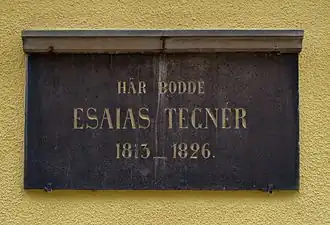 HÄR BODDE
ESAIAS TEGNÉR
1813 _ 1826.